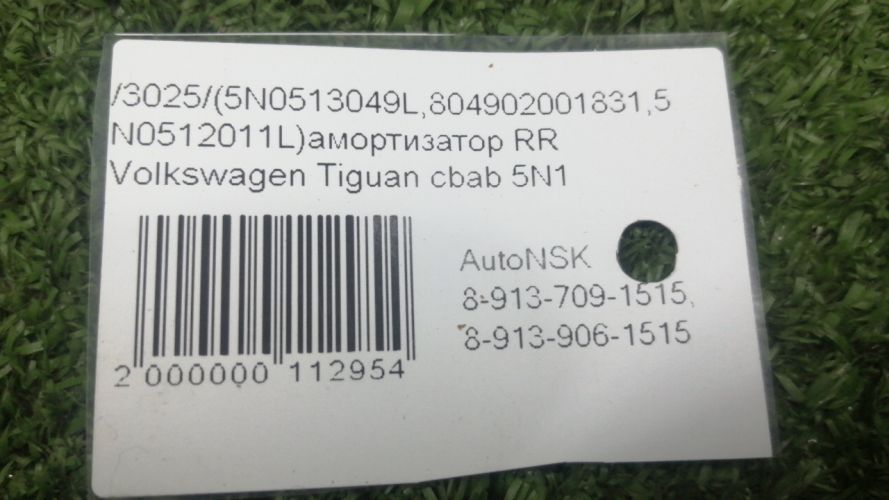 /3025/(5N0513049L,804902001831,5
N0512011L)амортизатор RR
Volkswagen Tiguan cbab 5N1
AutoNSK
8-913-709-1515,
8-913-906-1515
2 000000 112954